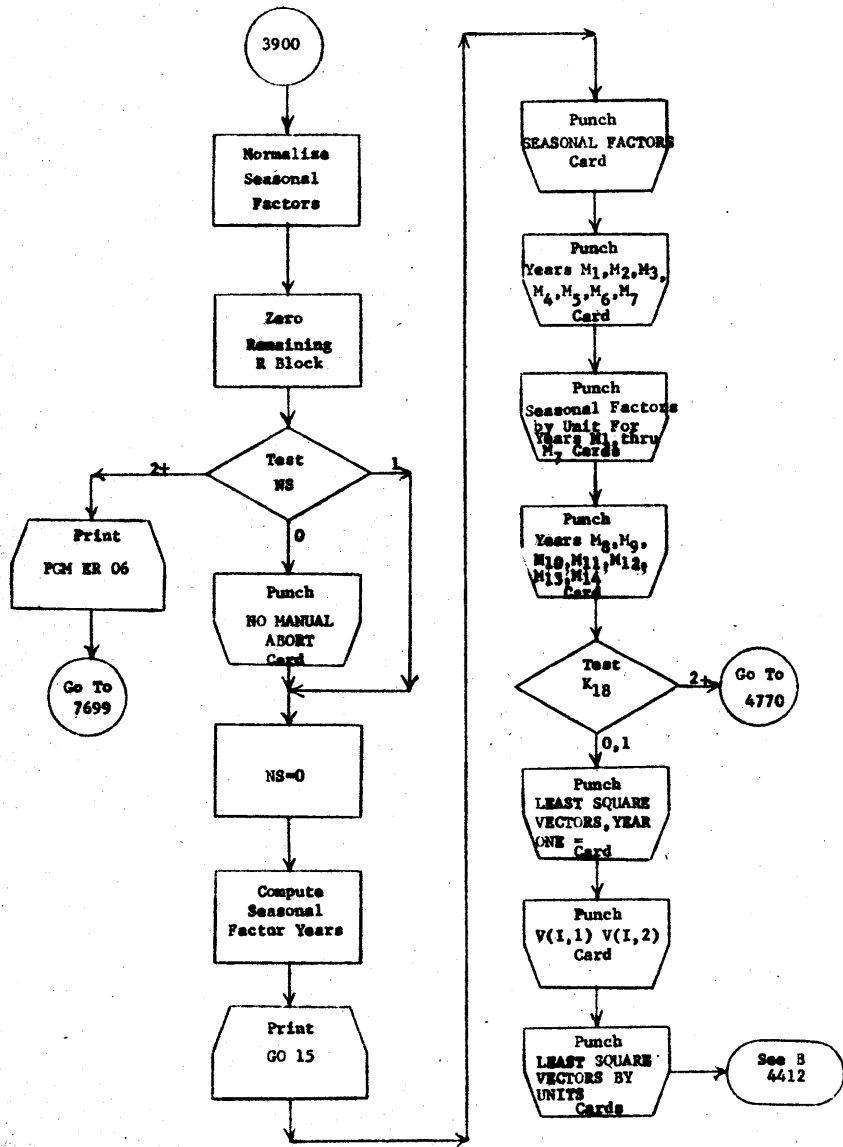 3900
Normalize
Seasonal
Factors
Zero
Remaining
R Block
Test
NS
2+
1
0
Print
PGM ER 06
Go To
7699
Punch
NO MANUAL
ABORT
Card
NS=0
Compute
Seasonal
Factor Years
Print
GO 15
Punch
SEASONAL FACTORS
Card
Punch
Years M1,M2,M3,
M4,M5,M6,M7
Card
Punch
Seasonal Factors
by Unit For
Years M1 thru
M7 Cards
Punch
Years M8,M9,
M10,M11,M12,
M13,M14
Card
Test
K18
2+
Go To
4770
0,1
Punch
LEAST SQUARE
VECTORS,YEAR
ONE =
Card
Punch
V(I,1) V(I,2)
Card
Punch
LEAST SQUARE
VECTORS BY
UNITS
Cards
See B
4412